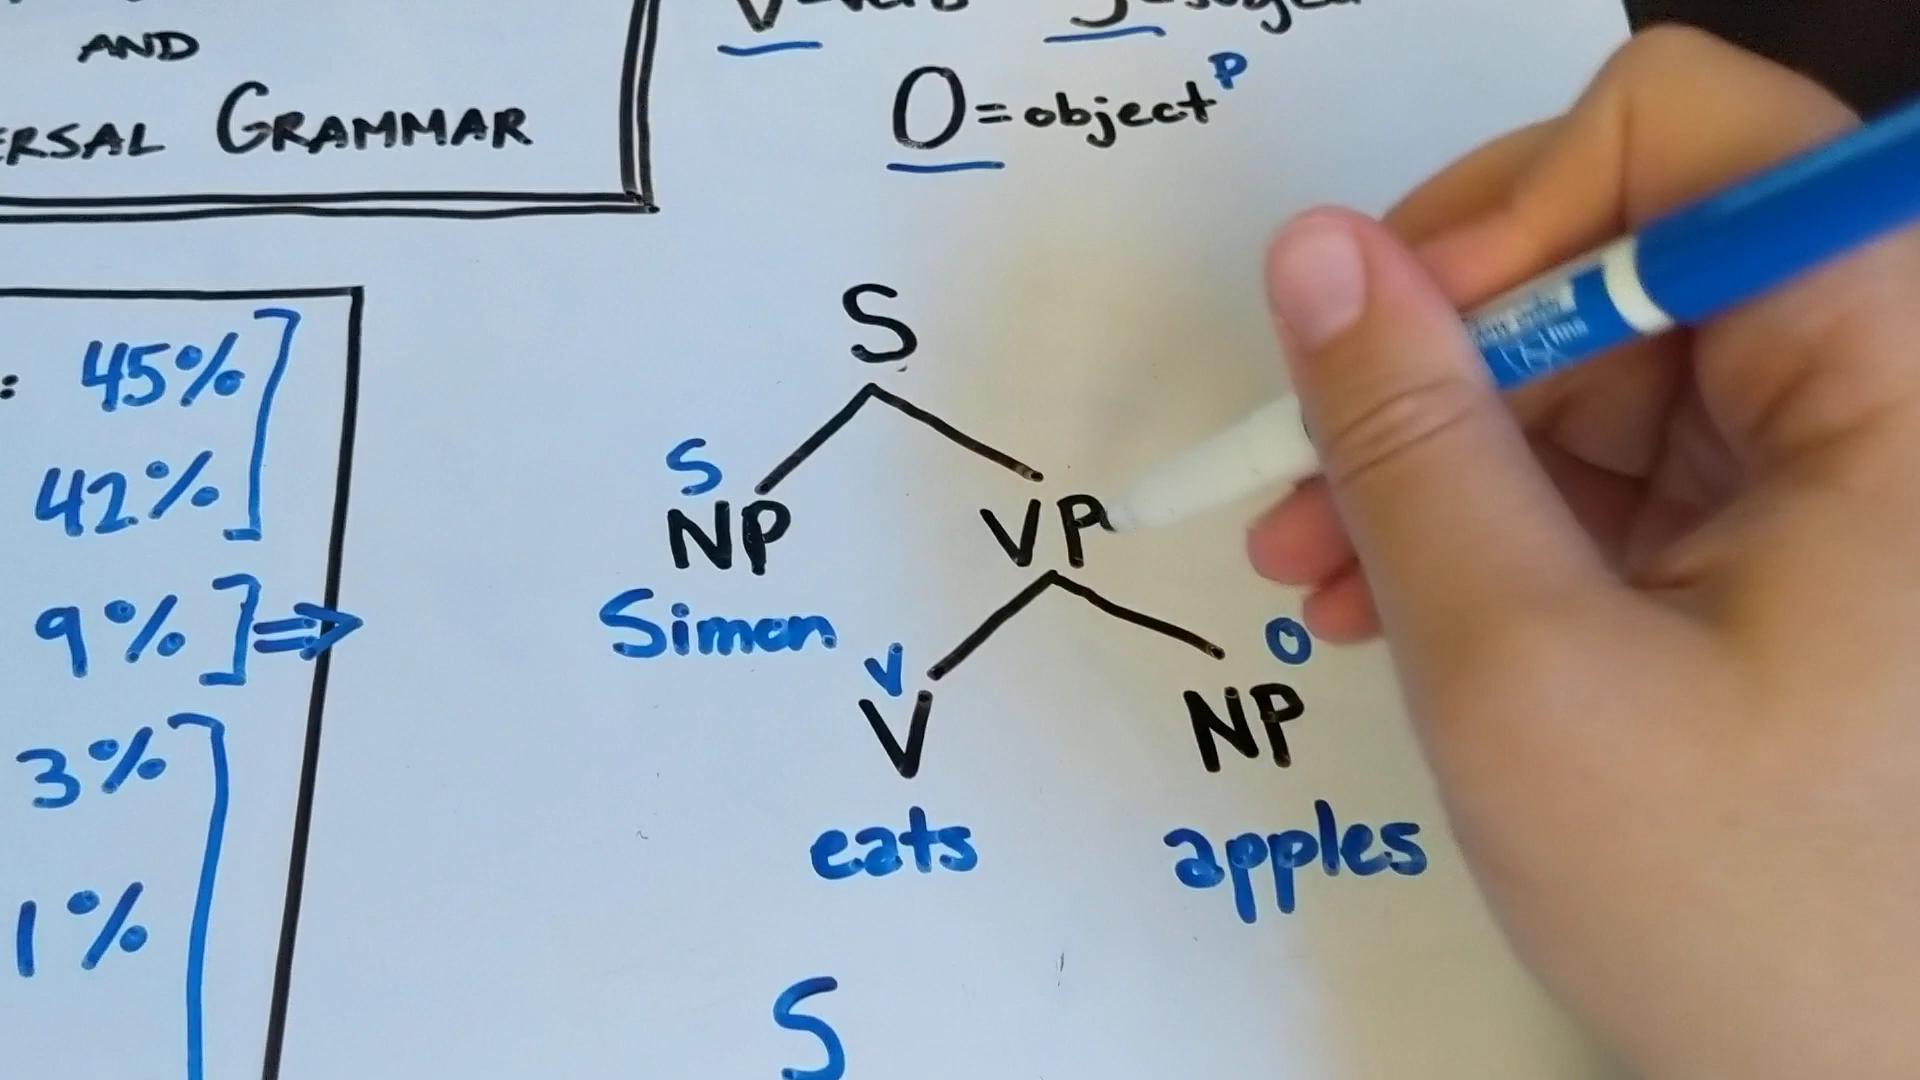 AND
ERSAL GRAMMAR
O = object P
: 45%
42%
9% ⇒
3%
1%
S
S
NP VP
Simon
V O
V NP
eats apples
S